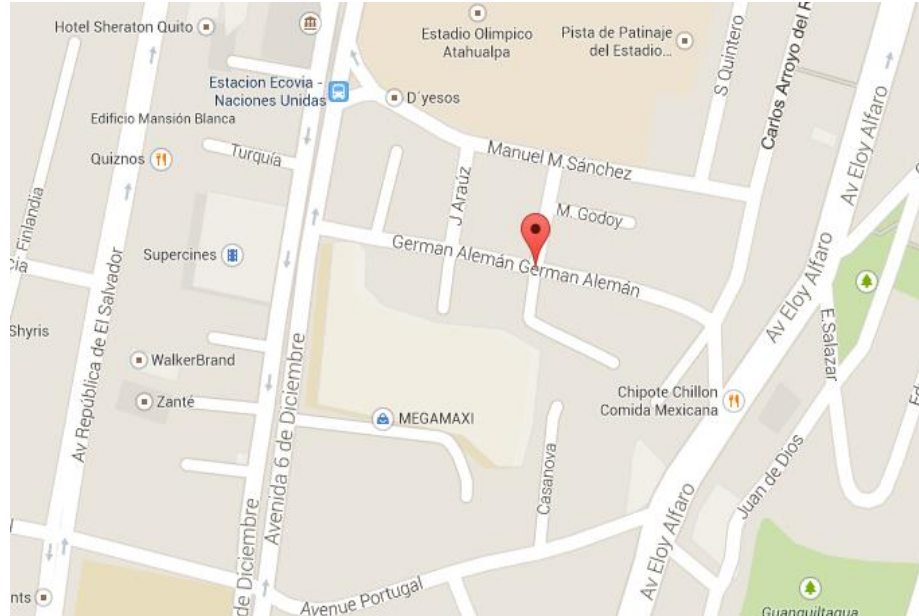 Hotel Sheraton Quito
Estadio Olimpico
Atahualpa
Pista de Patinaje
del Estadio...
S Quintero
Carlos Arroyo del R
Av Eloy Alfaro
Estacion Ecovia -
Naciones Unidas
D'yesos
Edificio Mansión Blanca
Quiznos
Turquía
Manuel M.Sánchez
J Araúz
M. Godoy
Finlandia
Supercines
German Alemán German Alemán
Av Eloy Alfaro
E.Salazar
Shyris
Av República de El Salvador
WalkerBrand
Zanté
Avenida 6 de Diciembre
MEGAMAXI
Chipote Chillon
Comida Mexicana
Casanova
Juan de Dios
Av Eloy Alfaro
de Diciembre
Avenue Portugal
nts
Guanguiltagua